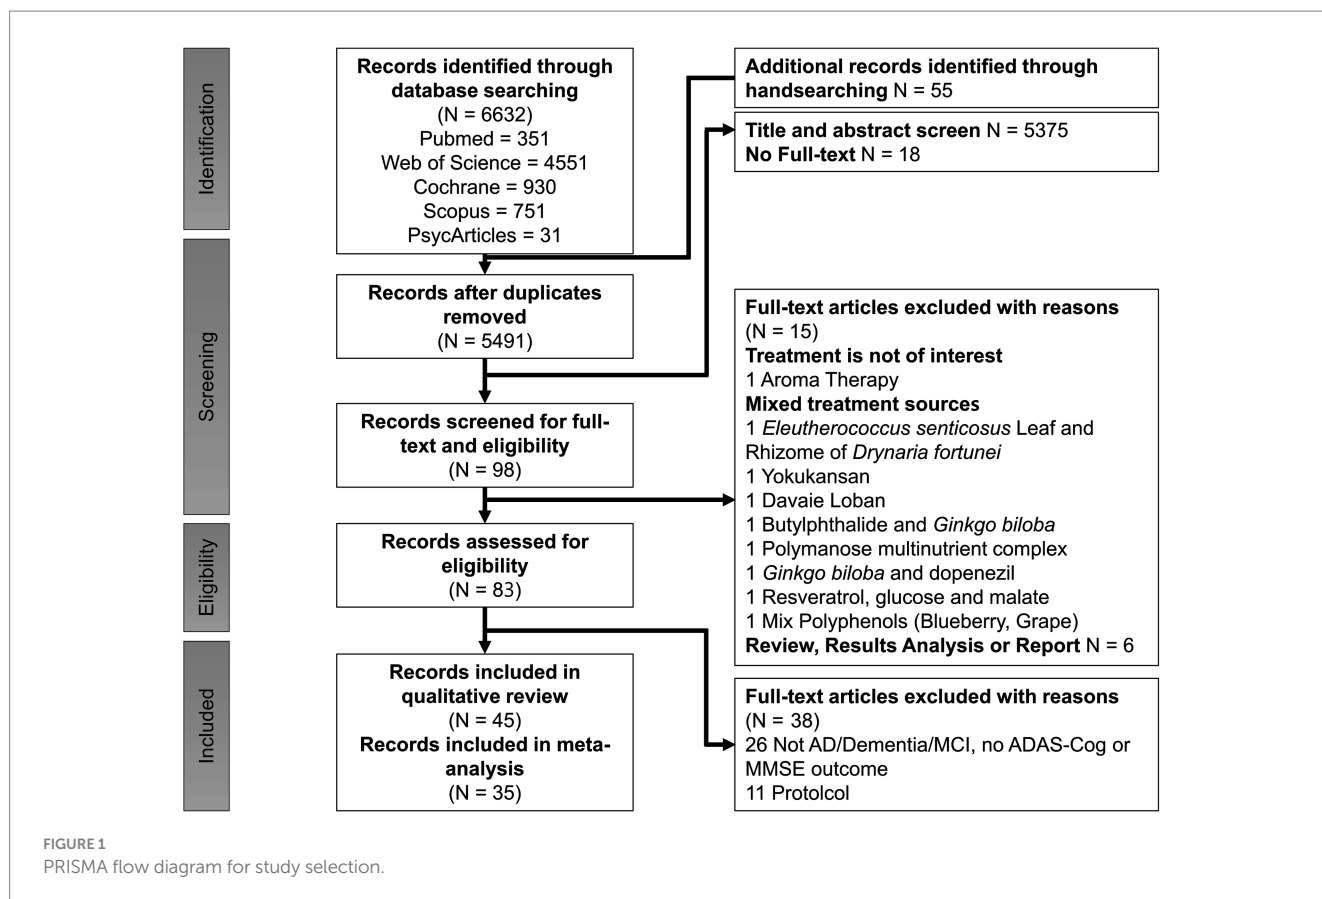 Identification
Records identified through
database searching
(N = 6632)
Pubmed = 351
Web of Science = 4551
Cochrane = 930
Scopus = 751
PsycArticles = 31
Additional records identified through
handsearching N = 55
Title and abstract screen N = 5375
No Full-text N = 18
Screening
Records after duplicates
removed
(N = 5491)
Records screened for full-
text and eligibility
(N = 98)
Full-text articles excluded with reasons
(N = 15)
Treatment is not of interest
1 Aroma Therapy
Mixed treatment sources
1 Eleutherococcus senticosus Leaf and
Rhizome of Drynaria fortunei
1 Yokukansan
1 Davaie Loban
1 Butylphthalide and Ginkgo biloba
1 Polymanose multinutrient complex
1 Ginkgo biloba and dopenezil
1 Resveratrol, glucose and malate
1 Mix Polyphenols (Blueberry, Grape)
Review, Results Analysis or Report N = 6
Eligibility
Records assessed for
eligibility
(N = 83)
Included
Records included in
qualitative review
(N = 45)
Records included in meta-
analysis
(N = 35)
Full-text articles excluded with reasons
(N = 38)
26 Not AD/Dementia/MCI, no ADAS-Cog or
MMSE outcome
11 Protolcol
FIGURE 1
PRISMA flow diagram for study selection.